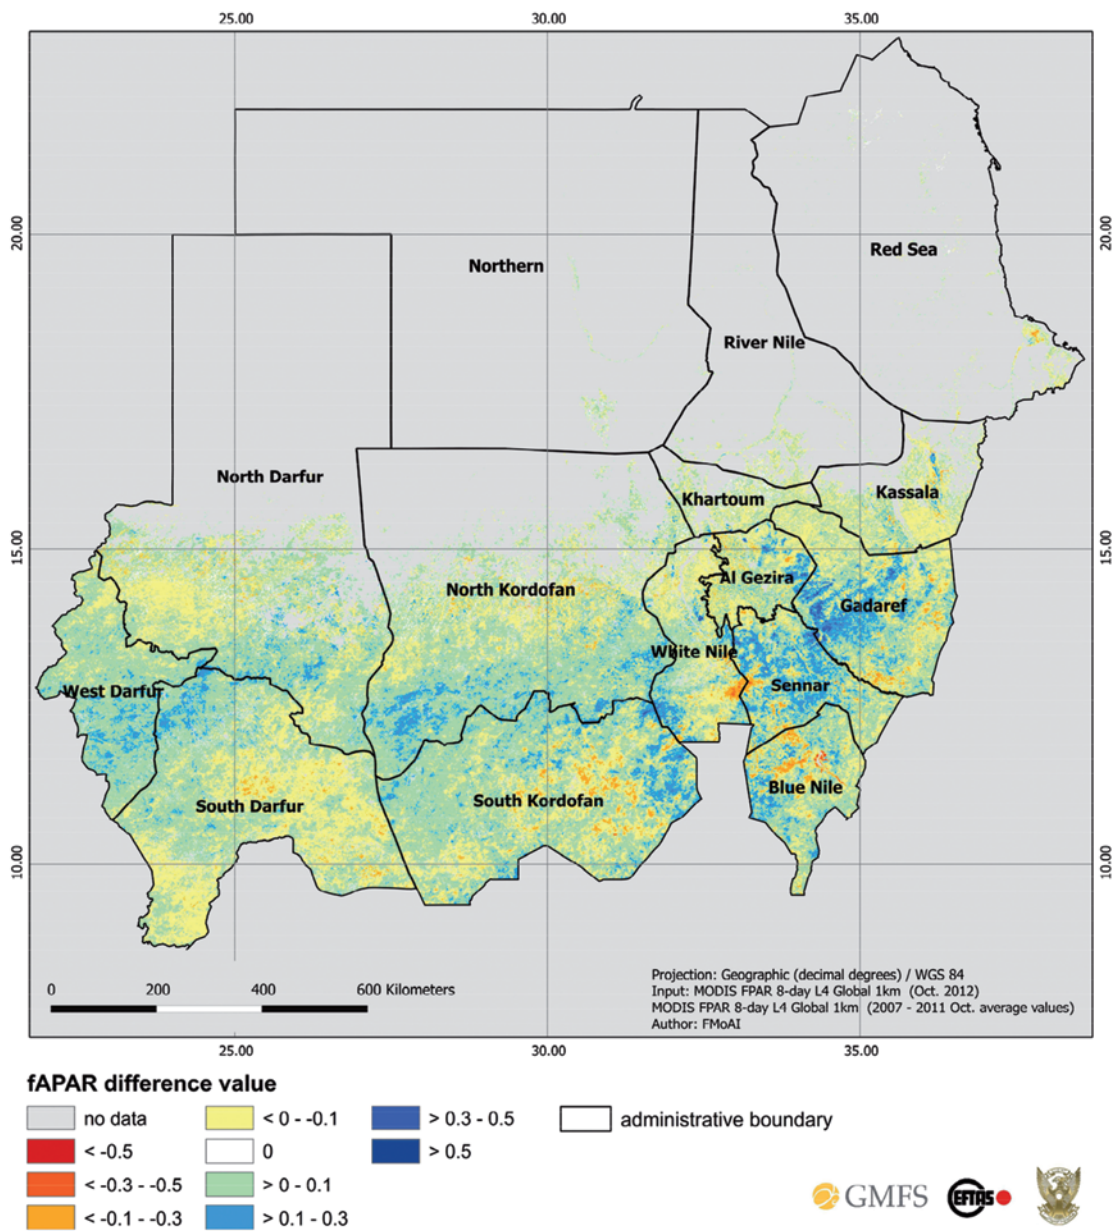 25.00 30.00 35.00
20.00 20.00
Red Sea
Northern
River Nile
North Darfur
Kassala
Khartoum
15.00 15.00
Al Gezira
North Kordofan
Gadaref
White Nile
West Darfur
Sennar
Blue Nile
South Kordofan
South Darfur
10.00 10.00
Projection: Geographic (decimal degrees) / WGS 84
Input: MODIS FPAR 8-day L4 Global 1km (Oct. 2012)
MODIS FPAR 8-day L4 Global 1km (2007 - 2011 Oct. average values)
Author: FMoAI
0 200 400 600 Kilometers
25.00 30.00 35.00
fAPAR difference value
no data < 0 - -0.1 > 0.3 - 0.5 administrative boundary
< -0.5 0 > 0.5
< -0.3 - -0.5 > 0 - 0.1
< -0.1 - -0.3 > 0.1 - 0.3
GMFS EFTAS